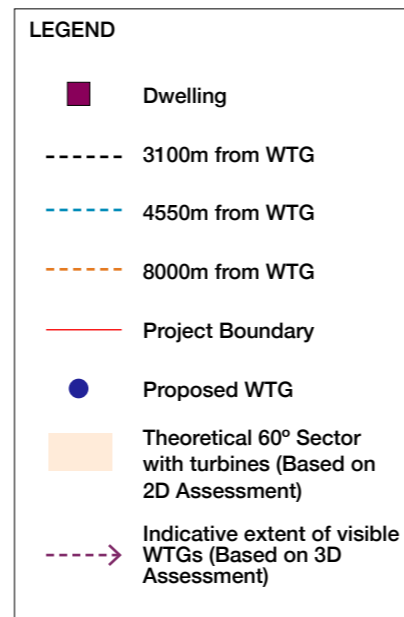 LEGEND
Dwelling
3100m from WTG
4550m from WTG
8000m from WTG
Project Boundary
Proposed WTG
Theoretical 60º Sector
with turbines (Based on
2D Assessment)
Indicative extent of visible
WTGs (Based on 3D
Assessment)